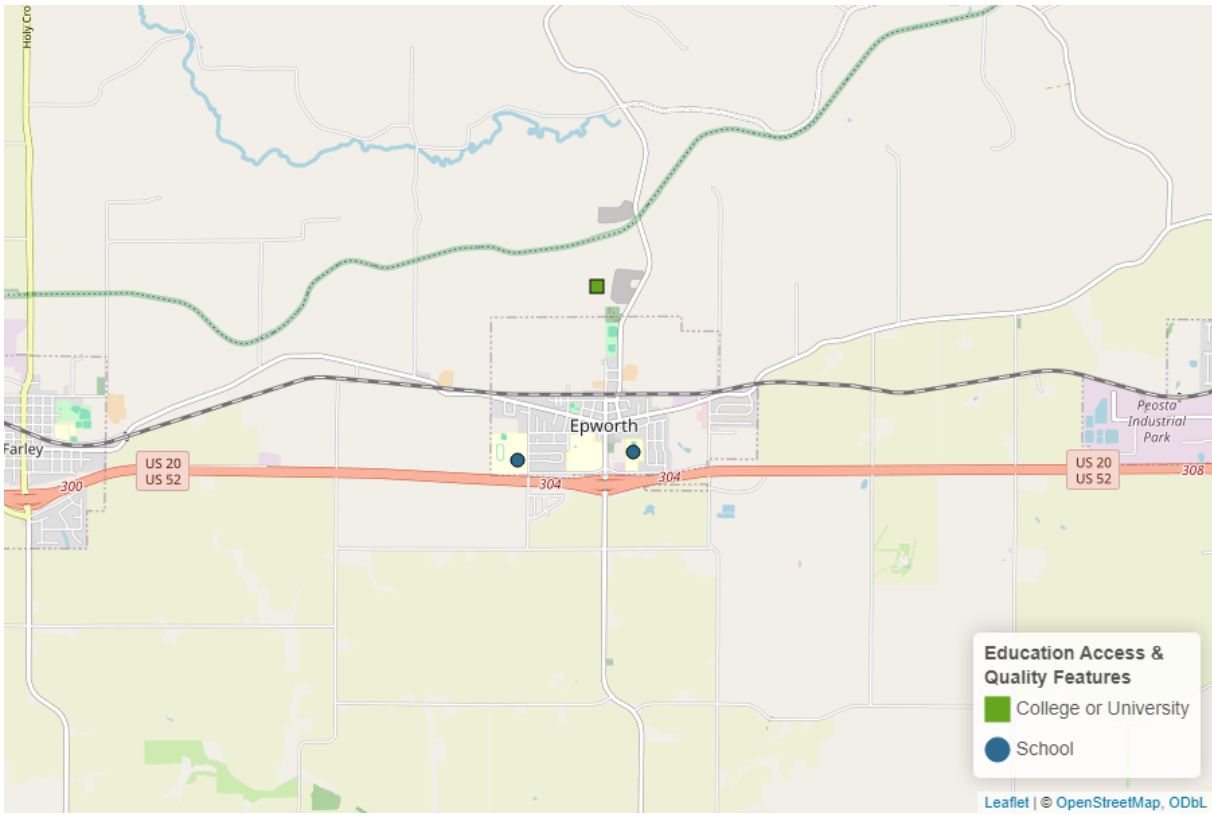 Holy Cro
Farley
300
US 20
US 52
Epworth
304
304
US 20
US 52
308
Peosta
Industrial
Park
Education Access &
Quality Features
College or University
School
Leaflet | © OpenStreetMap, ODbL